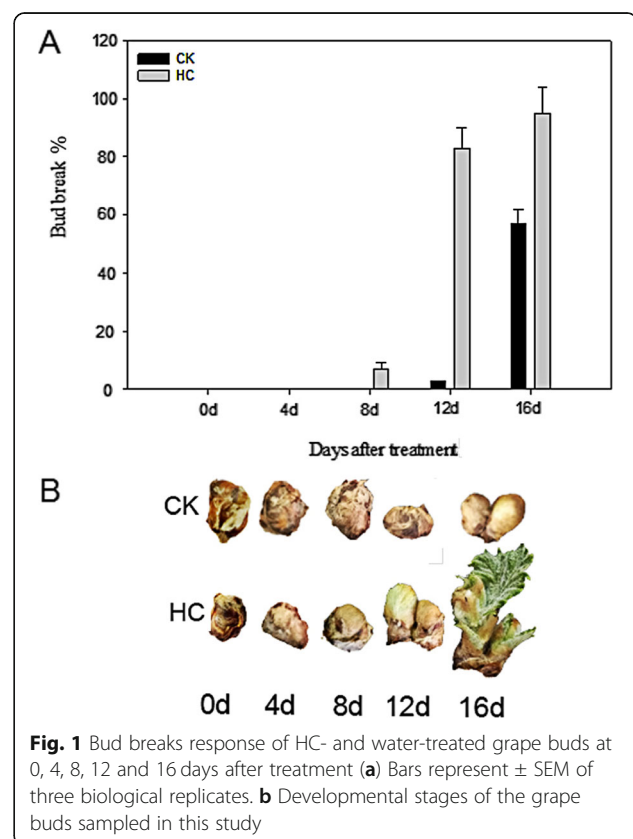 A
120
100
80
60
40
20
0
CK
HC
Bud break %
0d 4d 8d 12d 16d
Days after treatment
B
CK
HC
0d 4d 8d 12d 16d
Fig. 1 Bud breaks response of HC- and water-treated grape buds at
0, 4, 8, 12 and 16 days after treatment (a) Bars represent ± SEM of
three biological replicates. b Developmental stages of the grape
buds sampled in this study